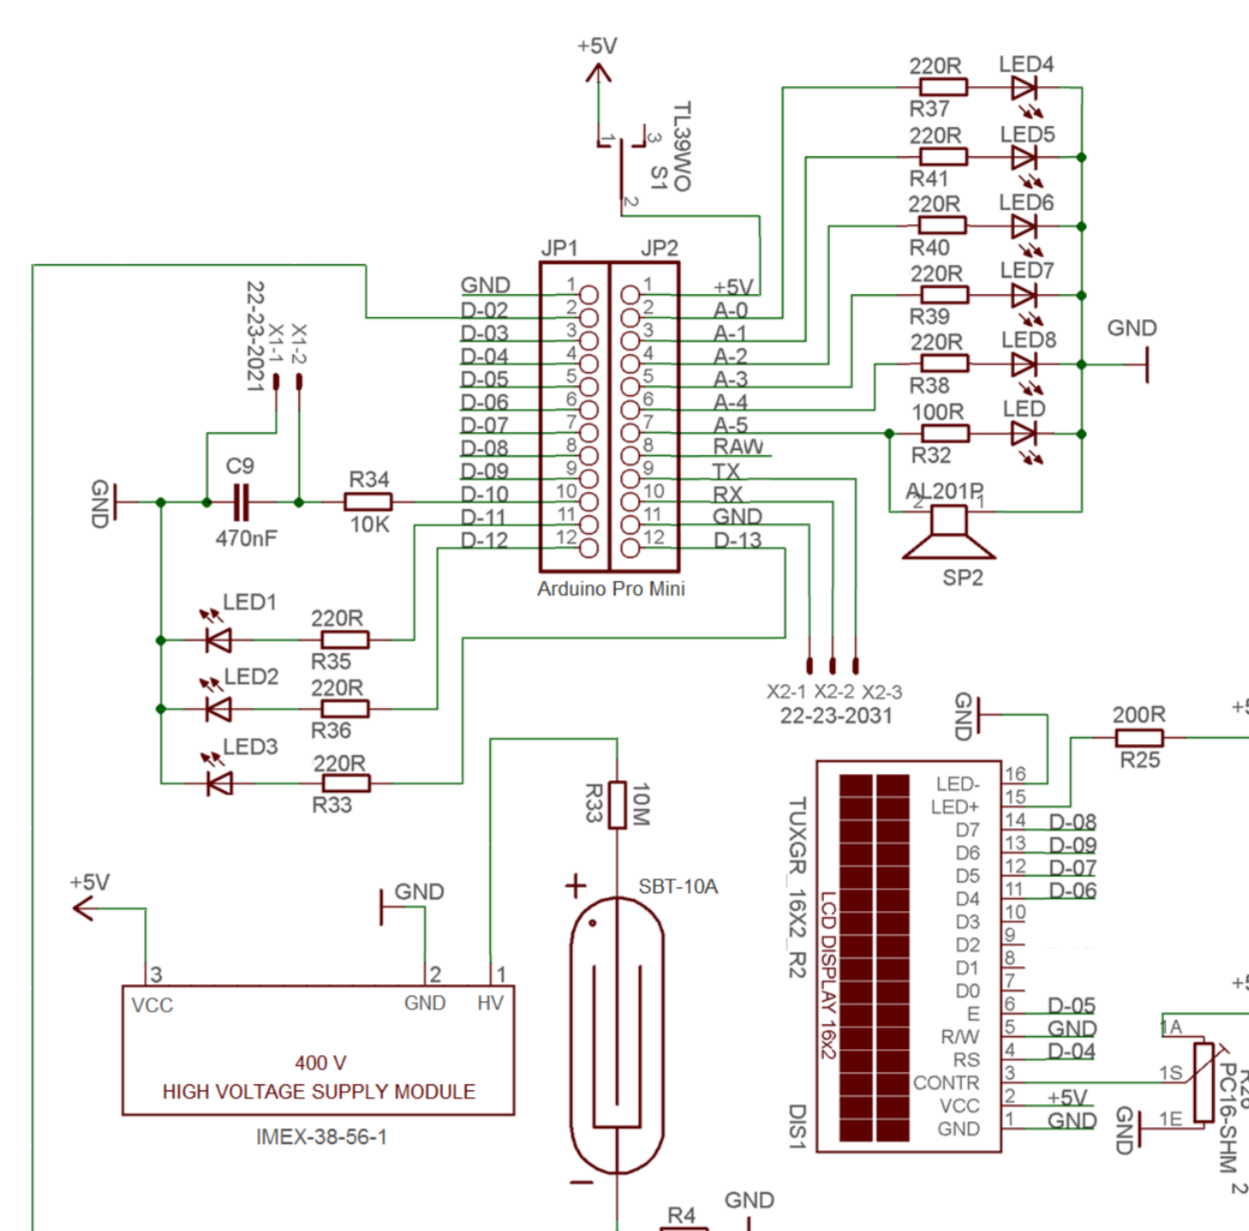 +5V
1
3
TL39WO
S1
2
220R
LED4
R37
220R
LED5
R41
220R
LED6
R40
220R
LED7
R39
220R
LED8
R38
100R
LED
R32
GND
AL201P
2
1
SP2
JP1
JP2
GND 1
D-02 2
D-03 3
D-04 4
D-05 5
D-06 6
D-07 7
D-08 8
D-09 9
D-10 10
D-11 11
D-12 12
1 +5V
2 A-0
3 A-1
4 A-2
5 A-3
6 A-4
7 A-5
8 RAW
9 TX
10 RX
11 GND
12 D-13
Arduino Pro Mini
22-23-2021
X1-1
X1-2
GND
C9
470nF
R34
10K
LED1
220R
R35
LED2
220R
R36
LED3
220R
R33
X2-1 X2-2 X2-3
22-23-2031
R33
10M
SBT-10A
+
−
+5V
GND
3
2
1
VCC
GND
HV
400 V
HIGH VOLTAGE SUPPLY MODULE
IMEX-38-56-1
GND
200R
R25
TUXGR_16X2_R2
LCD DISPLAY 16x2
DIS1
LED- 16
LED+ 15
D7 14 D-08
D6 13 D-09
D5 12 D-07
D4 11 D-06
D3 10
D2 9
D1 8
D0 7
E 6 D-05
R/W 5 GND
RS 4 D-04
CONTR 3
VCC 2 +5V
GND 1 GND
1A
1S
1E
GND
PC16-SHM
2
R4
GND